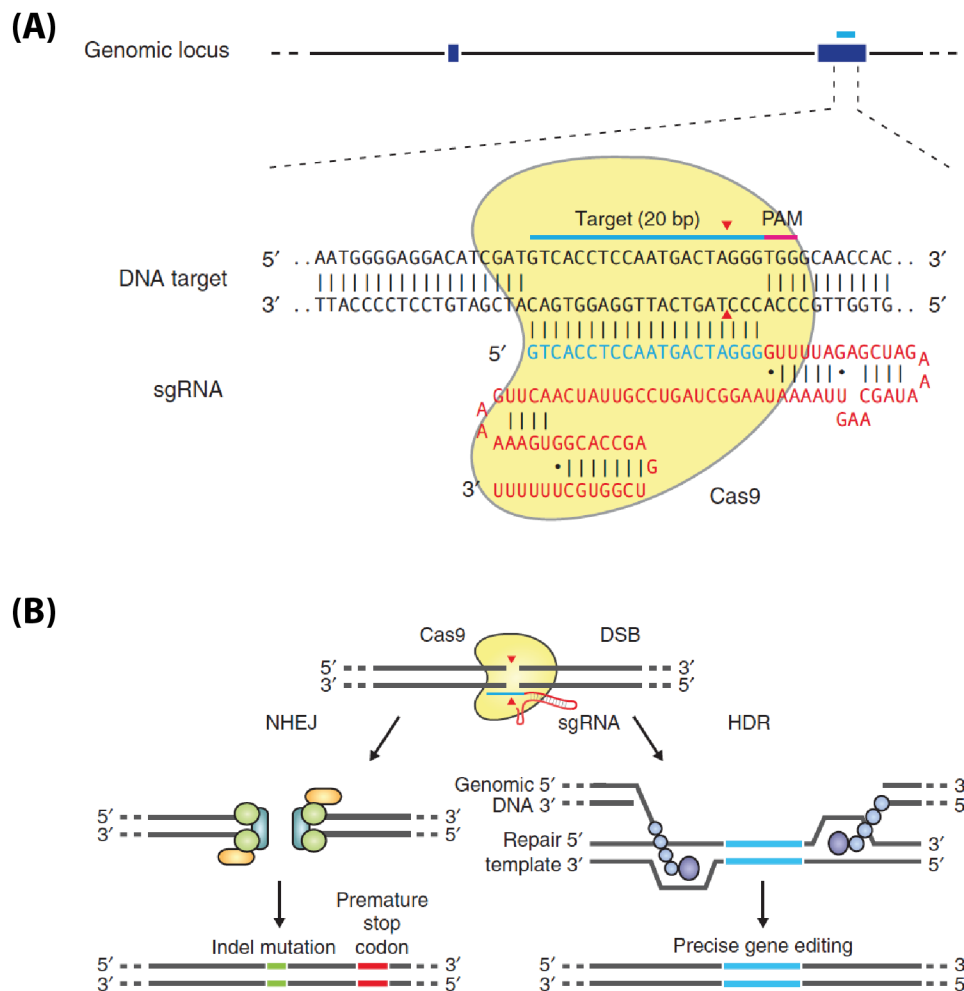 (A)
Genomic locus
Target (20 bp) PAM
5′ ..AATGGGGAGGACATCGATGTCACCTCCAATGACTAGGGTGGGCAACCAC.. 3′
DNA target
3′ ..TTACCCCTCCTGTAGCTACAGTGGAGGTTACTGATCCCACCCGTTGGTG.. 5′
5′ GTCACCTCCAATGACTAGGGGUUUUAGAGCUAG
A
A
sgRNA
GUUCAACUAUUGCCUGAUCGGAAUAAAAUU CGAUA
A
GAA
A
AAAGUGGCACCGA
G
3′ UUUUUUCGUGGCU
Cas9
(B)
Cas9 DSB
5′ 3′
3′ 5′
NHEJ sgRNA HDR
Genomic 5′ 3′
DNA 3′ 5′
5′ 3′
3′ 5′
Repair 5′ 3′
template 3′ 5′
Premature
stop
codon
Indel mutation
Precise gene editing
5′ 3′ 5′ 3′
3′ 5′ 3′ 5′